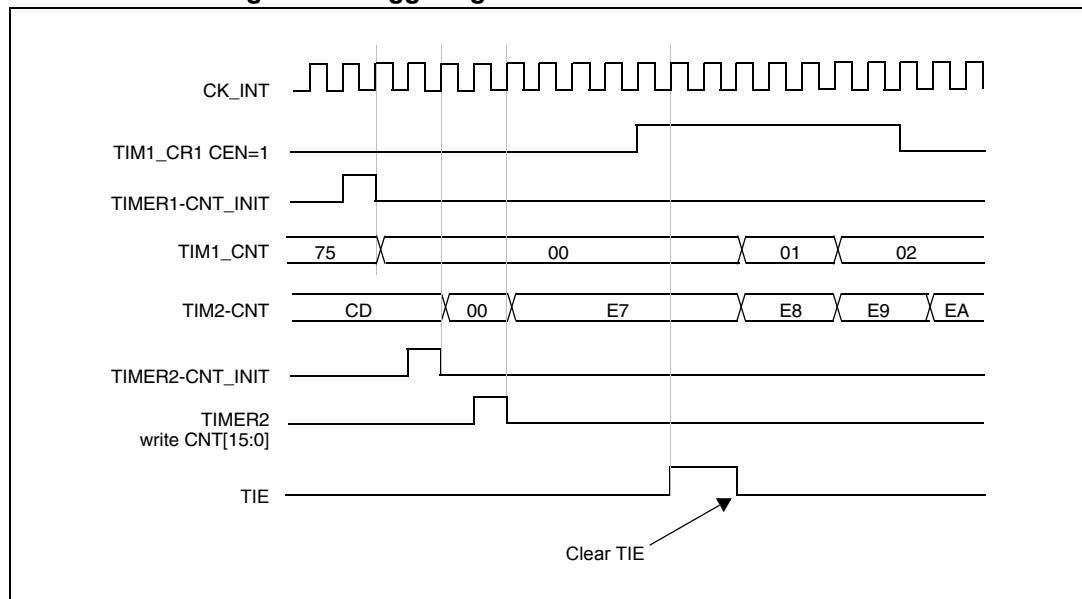 CK_INT
TIM1_CR1 CEN=1
TIMER1-CNT_INIT
TIM1_CNT
75
00
01
02
TIM2-CNT
CD
00
E7
E8
E9
EA
TIMER2-CNT_INIT
TIMER2
write CNT[15:0]
TIE
Clear TIE